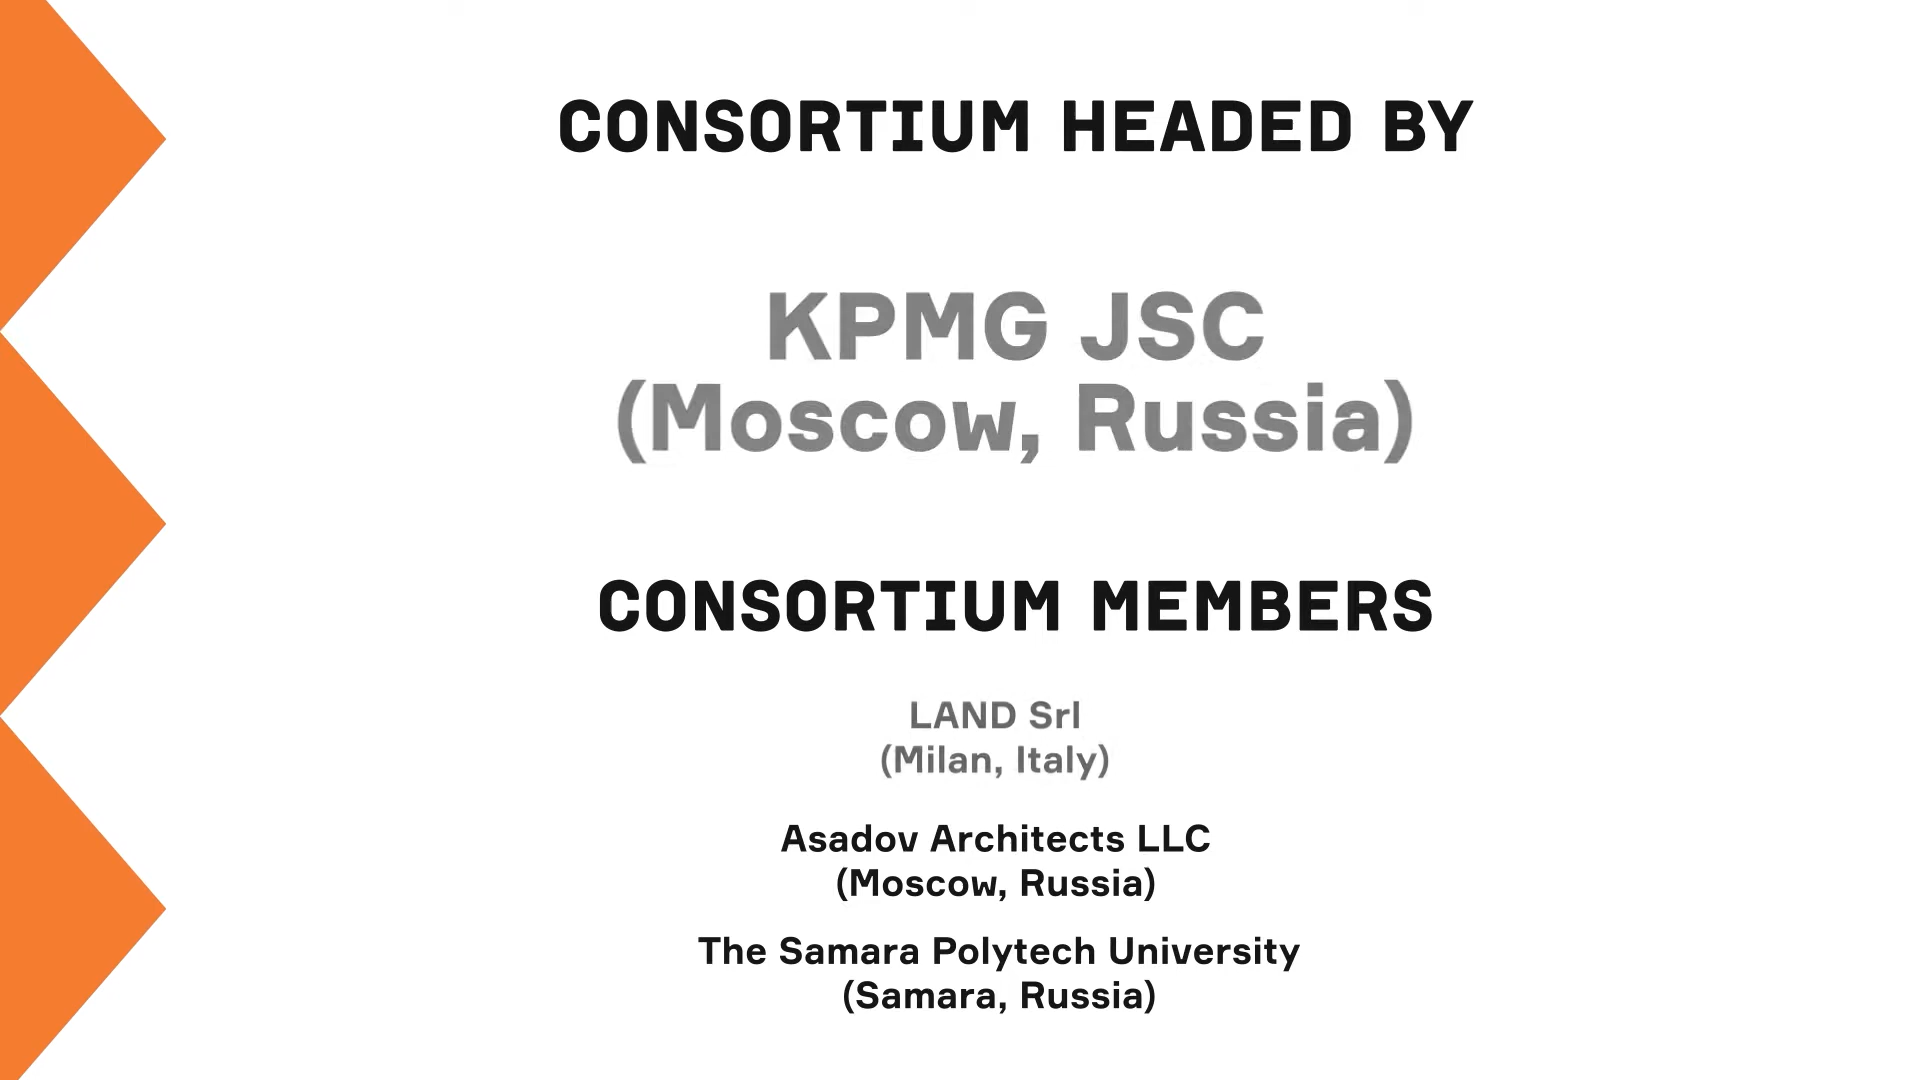 CONSORTIUM HEADED BY
KPMG JSC
(Moscow, Russia)
CONSORTIUM MEMBERS
LAND Srl
(Milan, Italy)
Asadov Architects LLC
(Moscow, Russia)
The Samara Polytech University
(Samara, Russia)